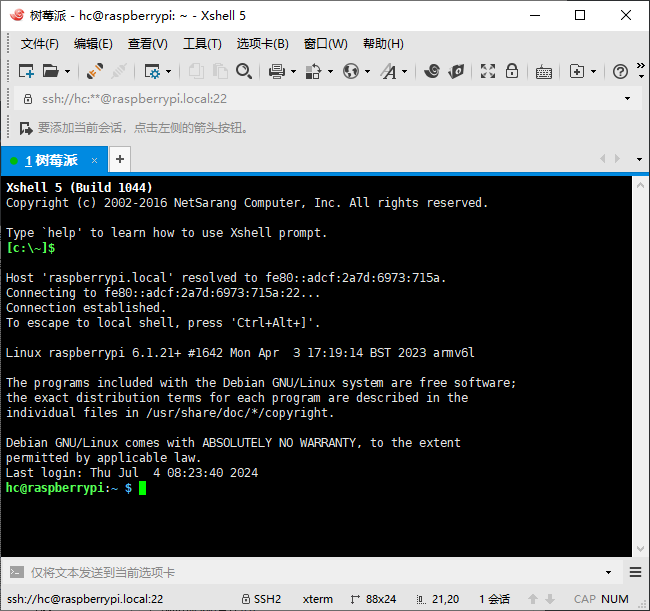 树莓派 - hc@raspberrypi: ~ - Xshell 5
文件(F) 编辑(E) 查看(V) 工具(T) 选项卡(B) 窗口(W) 帮助(H)
ssh://hc:**@raspberrypi.local:22
要添加当前会话，点击左侧的箭头按钮。
1 树莓派
Xshell 5 (Build 1044)
Copyright (c) 2002-2016 NetSarang Computer, Inc. All rights reserved.
Type `help' to learn how to use Xshell prompt.
[c:\~]$
Host 'raspberrypi.local' resolved to fe80::adcf:2a7d:6973:715a.
Connecting to fe80::adcf:2a7d:6973:715a:22...
Connection established.
To escape to local shell, press 'Ctrl+Alt+]'.
Linux raspberrypi 6.1.21+ #1642 Mon Apr  3 17:19:14 BST 2023 armv6l
The programs included with the Debian GNU/Linux system are free software;
the exact distribution terms for each program are described in the
individual files in /usr/share/doc/*/copyright.
Debian GNU/Linux comes with ABSOLUTELY NO WARRANTY, to the extent
permitted by applicable law.
Last login: Thu Jul  4 08:23:40 2024
hc@raspberrypi:~ $
仅将文本发送到当前选项卡
ssh://hc@raspberrypi.local:22 SSH2 xterm 88x24 21,20 1 会话 CAP NUM